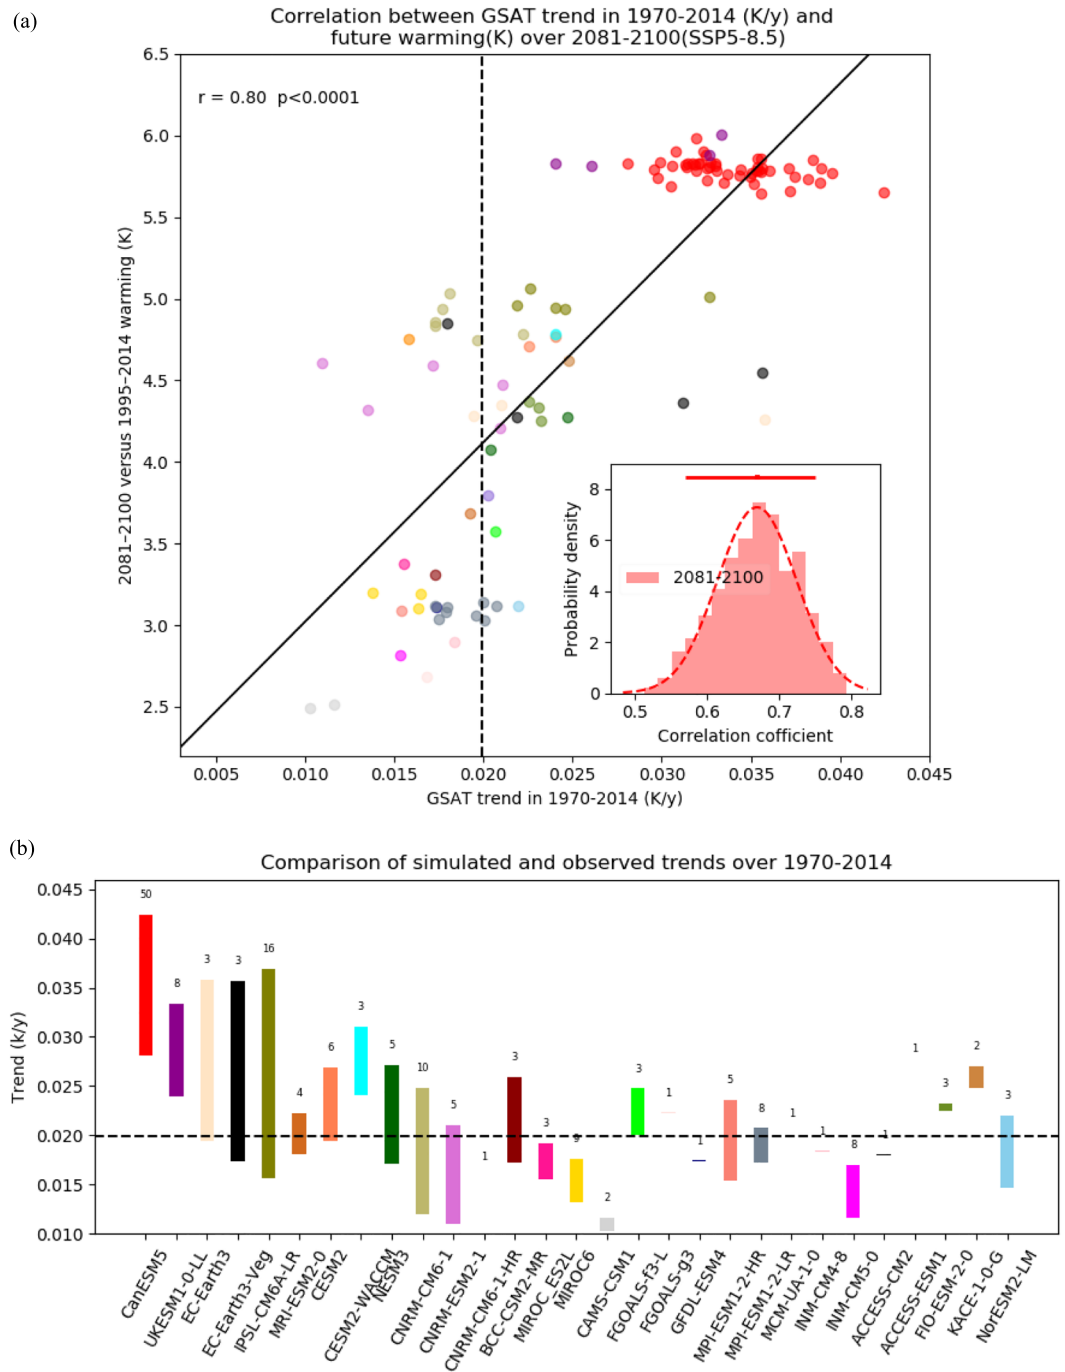 (a)
Correlation between GSAT trend in 1970-2014 (K/y) and
future warming(K) over 2081-2100(SSP5-8.5)
r = 0.80 p<0.0001
2081–2100 versus 1995–2014 warming (K)
6.5
6.0
5.5
5.0
4.5
4.0
3.5
3.0
2.5
0.005 0.010 0.015 0.020 0.025 0.030 0.035 0.040 0.045
GSAT trend in 1970-2014 (K/y)
Probability density
8
6
4
2
0
2081-2100
0.5 0.6 0.7 0.8
Correlation cofficient
(b)
Comparison of simulated and observed trends over 1970-2014
Trend (k/y)
0.045
0.040
0.035
0.030
0.025
0.020
0.015
0.010
50 8 3 3 16 4 6 3 5 10 5 1 3 3 9 2 3 1 1 5 8 1 1 8 1 1 3 2 3
CanESM5
UKESM1-0-LL
EC-Earth3
EC-Earth3-Veg
IPSL-CM6A-LR
MRI-ESM2-0
CESM2
CESM2-WACCM
NESM3
CNRM-CM6-1
CNRM-ESM2-1
CNRM-CM6-1-HR
BCC-CSM2-MR
MIROC_ES2L
MIROC6
CAMS-CSM1
FGOALS-f3-L
FGOALS-g3
GFDL-ESM4
MPI-ESM1-2-HR
MPI-ESM1-2-LR
MCM-UA-1-0
INM-CM4-8
INM-CM5-0
ACCESS-CM2
ACCESS-ESM1
FIO-ESM-2-0
KACE-1-0-G
NorESM2-LM